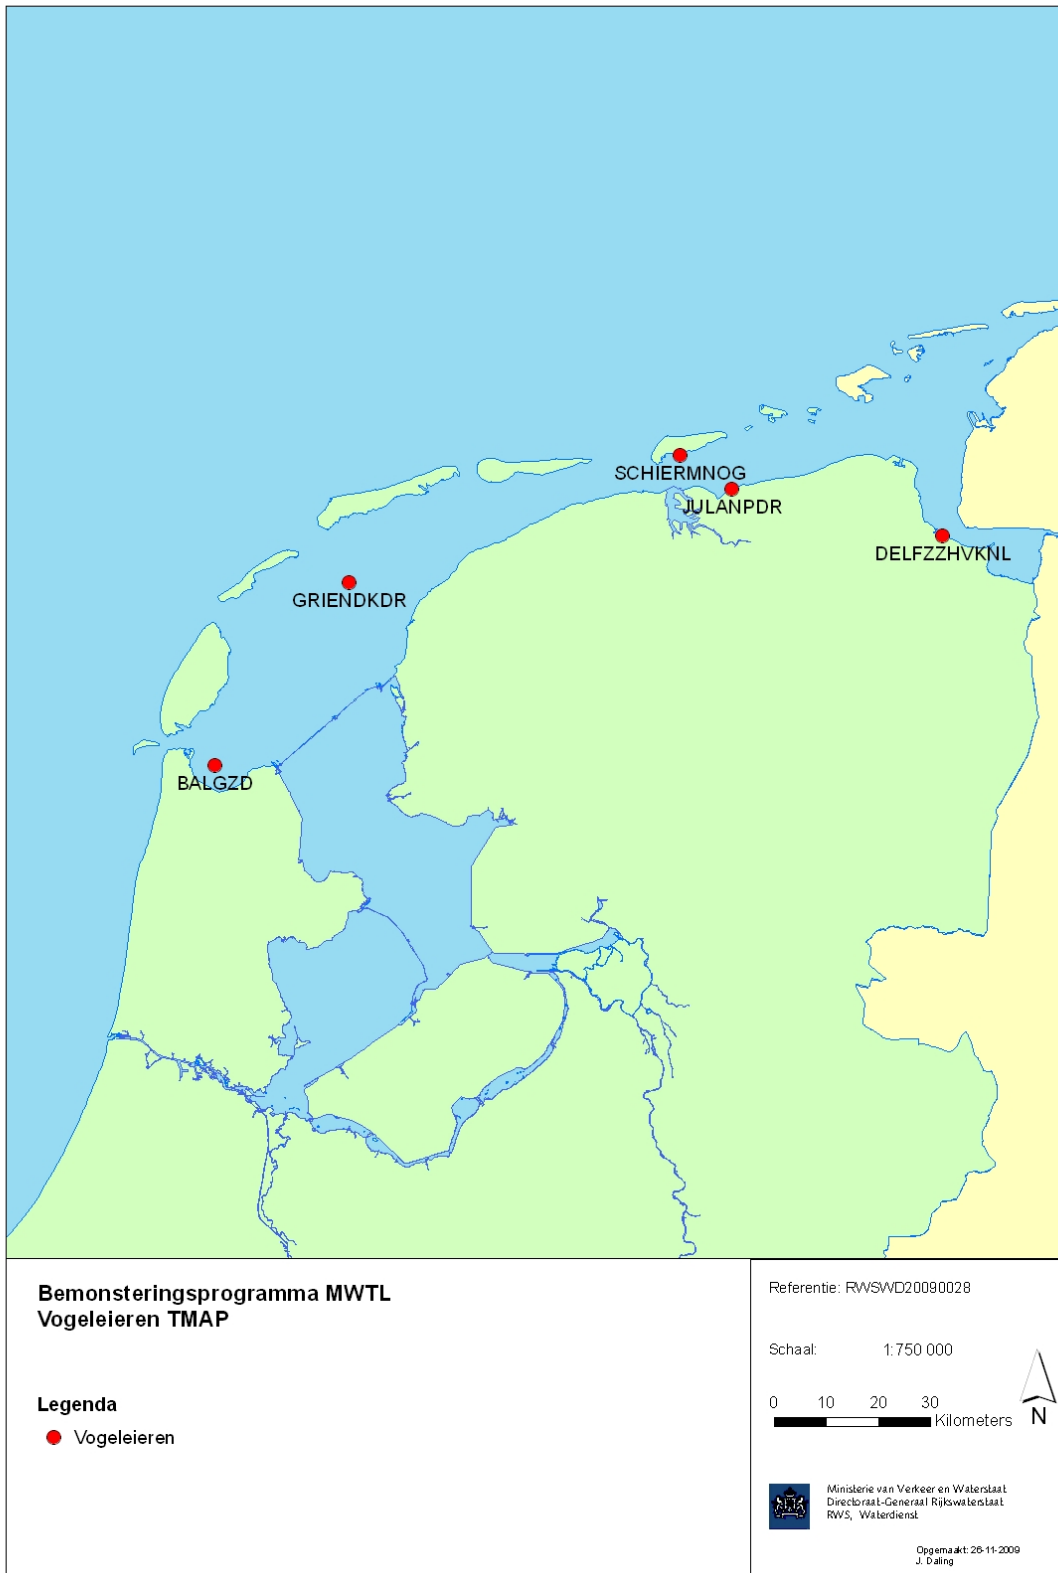 SCHIERMNOG
JULANPDR
DELFZZHVKNL
GRIENDKDR
BALGZD
Bemonsteringsprogramma MWTL
Vogeleieren TMAP
Legenda
Vogeleieren
Referentie: RWSWD20090028
Schaal: 1:750 000
0 10 20 30
Kilometers
N
Ministerie van Verkeer en Waterstaat
Directoraat-Generaal Rijkswaterstaat
RWS, Waterdienst
Opgemaakt: 26-11-2009
J. Daling